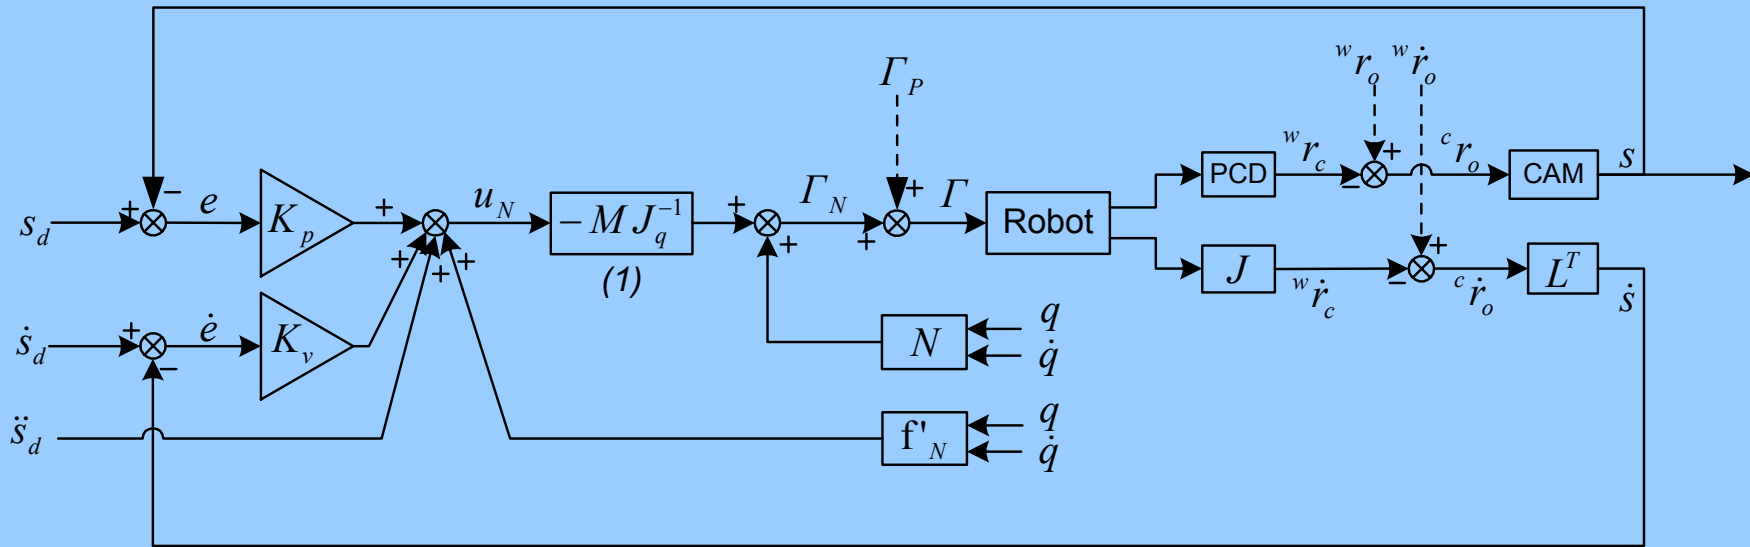 Γ_P
^w r_o ^w ṙ_o
s_d + − e K_p + u_N − M J_q^{-1} + Γ_N + Γ Robot PCD ^w r_c − + ^c r_o CAM s
(1)
+ + + + +
J ^w ṙ_c − + ^c ṙ_o L^T ṡ
ṡ_d + − ė K_v
N q
q̇
s̈_d
f'_N q
q̇